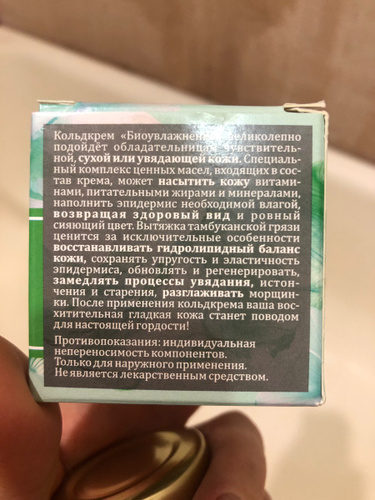 Кольдкрем «Биоувлажнение» великолепно
подойдёт обладательницам чувствитель-
ной, сухой или увядающей кожи. Специаль-
ный комплекс ценных масел, входящих в сос-
тав крема, может насытить кожу витами-
нами, питательными жирами и минералами,
наполнить эпидермис необходимой влагой,
возвращая здоровый вид и ровный
сияющий цвет. Вытяжка тамбуканской грязи
ценится за исключительные особенности
восстанавливать гидролипидный баланс
кожи, сохранять упругость и эластичность
эпидермиса, обновлять и регенерировать,
замедлять процессы увядания, истон-
чения и старения, разглаживать морщин-
ки. После применения кольдкрема ваша вос-
хитительная гладкая кожа станет поводом
для настоящей гордости!
Противопоказания: индивидуальная
непереносимость компонентов.
Только для наружного применения.
Не является лекарственным средством.